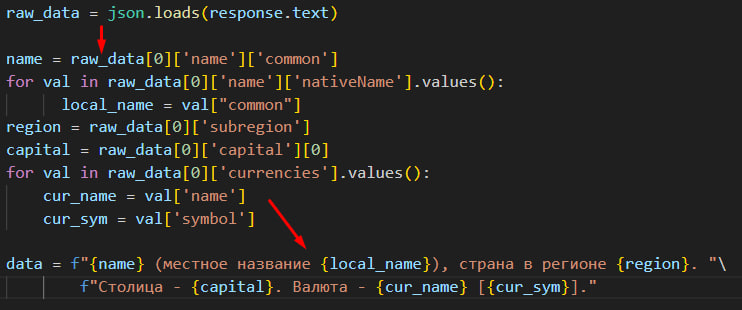 raw_data = json.loads(response.text)
name = raw_data[0]['name']['common']
for val in raw_data[0]['name']['nativeName'].values():
local_name = val["common"]
region = raw_data[0]['subregion']
capital = raw_data[0]['capital'][0]
for val in raw_data[0]['currencies'].values():
cur_name = val['name']
cur_sym = val['symbol']
data = f"{name} (местное название {local_name}), страна в регионе {region}. "\
f"Столица - {capital}. Валюта - {cur_name} [{cur_sym}]."